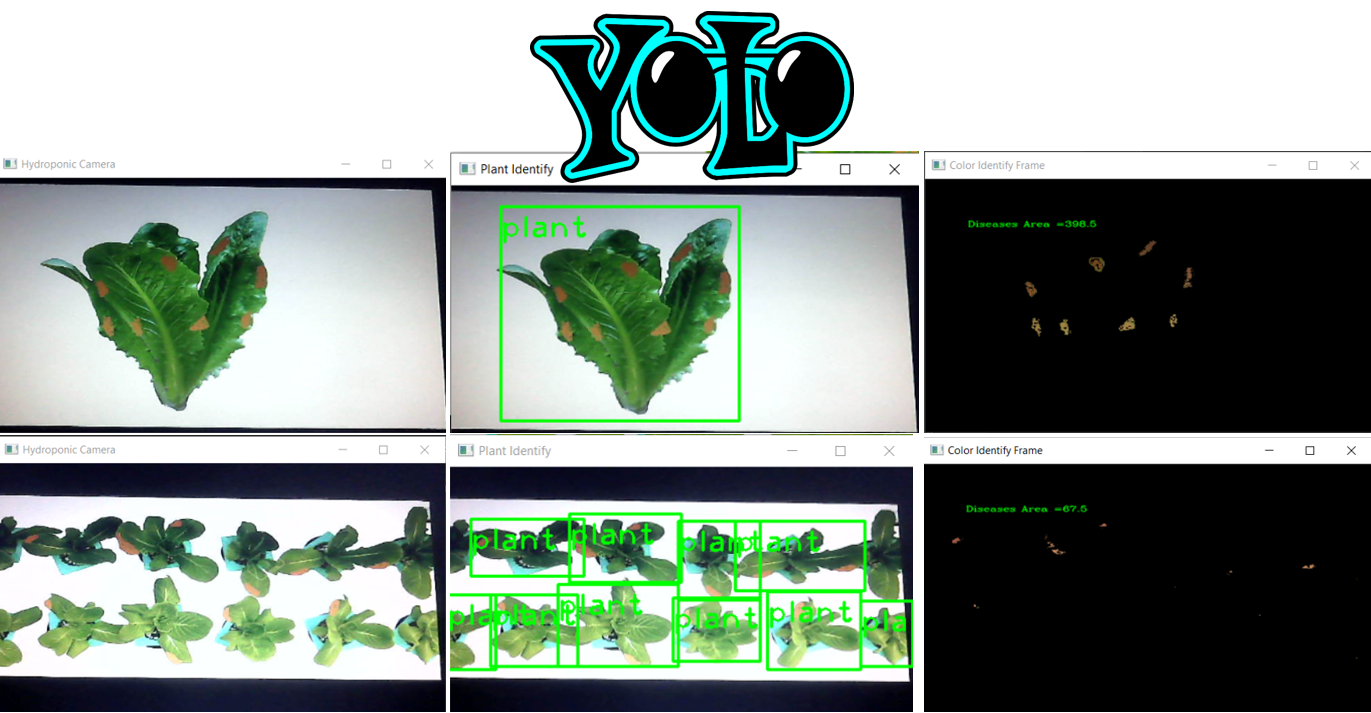 YOLO
Hydroponic Camera
Plant Identify
Color Identify Frame
plant
Diseases Area =398.5
Hydroponic Camera
Plant Identify
Color Identify Frame
plant
plant
plant
plant
Diseases Area =67.5
plant
plant
plant
plant
plant
pla